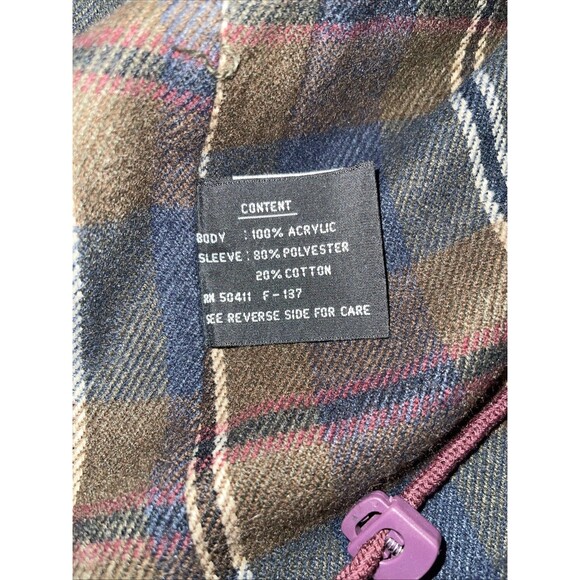 CONTENT
BODY : 100% ACRYLIC
SLEEVE : 80% POLYESTER
20% COTTON
RN 50411 F-137
SEE REVERSE SIDE FOR CARE